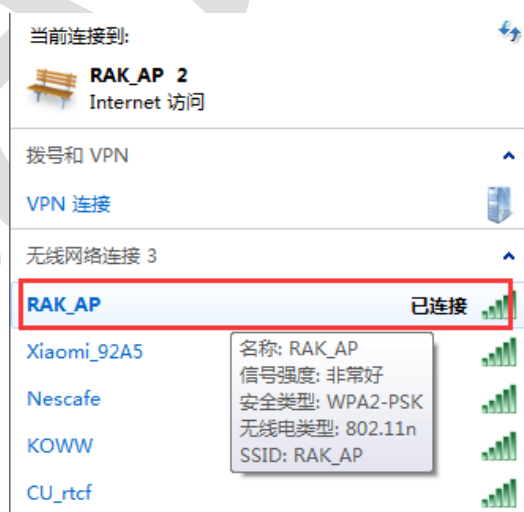 当前连接到:
RAK_AP 2
Internet 访问
拨号和 VPN
VPN 连接
无线网络连接 3
RAK_AP 已连接
Xiaomi_92A5
Nescafe
KOWW
CU_rtcf
名称: RAK_AP
信号强度: 非常好
安全类型: WPA2-PSK
无线电类型: 802.11n
SSID: RAK_AP